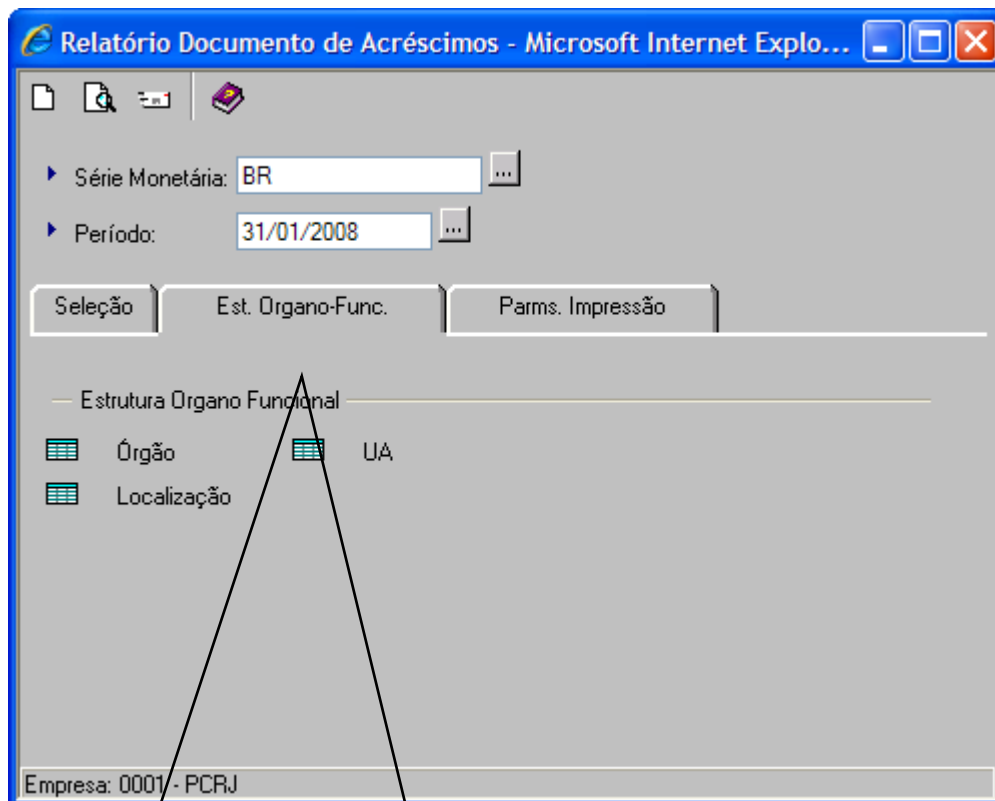 Relatório Documento de Acréscimos - Microsoft Internet Explo...
Série Monetária: BR ...
Período: 31/01/2008 ...
Seleção Est. Organo-Func. Parms. Impressão
Estrutura Organo Funcional
Órgão UA
Localização
Empresa: 0001 - PCRJ